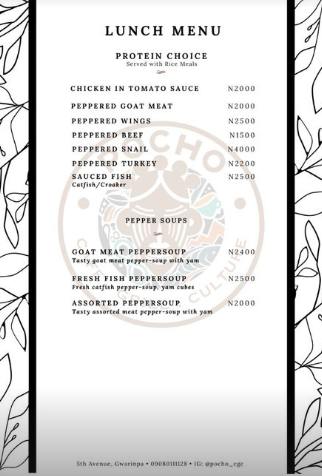 LUNCH MENU
PROTEIN CHOICE
Served with Rice Meals
CHICKEN IN TOMATO SAUCE N2000
PEPPERED GOAT MEAT N2000
PEPPERED WINGS N2500
PEPPERED BEEF N1500
PEPPERED SNAIL N4000
PEPPERED TURKEY N2200
SAUCED FISH N2500
Catfish/Croaker
POCHO
CULTURE
PEPPER SOUPS
GOAT MEAT PEPPERSOUP N2400
Tasty goat meat pepper-soup with yam
FRESH FISH PEPPERSOUP N2500
Fresh catfish pepper-soup, yam cubes
ASSORTED PEPPERSOUP N2000
Tasty assorted meat pepper-soup with yam
5th Avenue, Gwarinpa • • IG: @pocho_cge